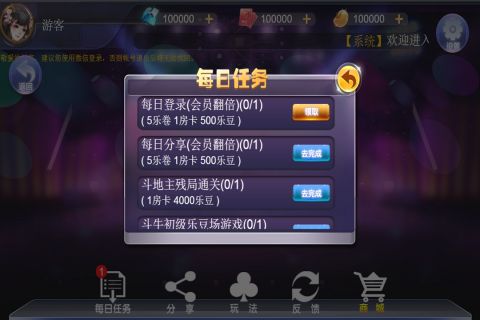 游客
100000 +
100000 +
100000 +
【系统】欢迎进入
设置
返回
每日任务
每日登录(会员翻倍)(0/1)
( 5乐卷 1房卡 500乐豆 )
领取
每日分享(会员翻倍)(0/1)
( 5乐卷 1房卡 500乐豆 )
去完成
斗地主残局通关(0/1)
( 1房卡 4000乐豆 )
去完成
斗牛初级乐豆场游戏(0/1)
1
每日任务
分享
玩法
反馈
商城